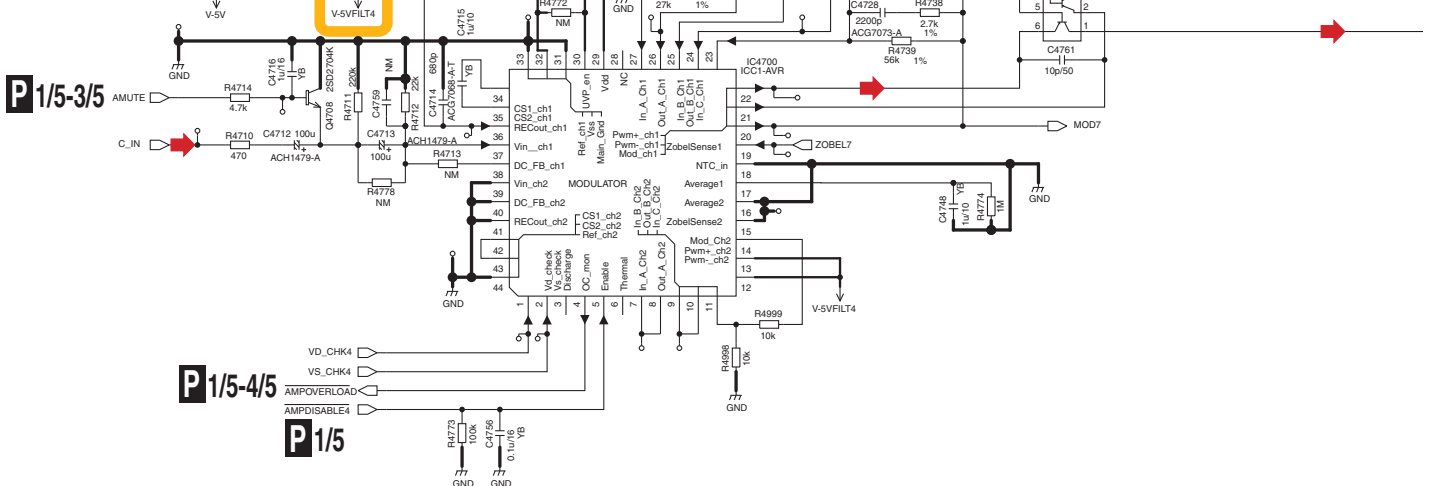 V-5V
V-5VFILT4
P 1/5-3/5
AMUTE
C_IN
GND
C4716
1u/16
YB
R4714
4.7k
2SD2704K
Q4708
R4710
470
C4712 100u
ACH1479-A
R4711
220k
C4759
NM
R4712
22k
C4713
100u
ACH1479-A
R4778
NM
R4713
NM
680p
C4714
ACG7068-A-T
YB
C4715
1u/10
R4772
NM
GND
27k
1%
C4728
2200p
ACG7073-A
R4738
2.7k
1%
R4739
56k
1%
5
2
6
1
C4761
10p/50
IC4700
ICC1-AVR
33
32
31
30
29
28
27
26
25
24
23
UVP_en
Vdd
NC
In_A_Ch1
Out_A_Ch1
In_B_Ch1
Out_B_Ch1
In_C_Ch1
34
35
36
37
38
39
40
41
42
43
44
CS1_ch1
CS2_ch1
RECout_ch1
Vin__ch1
DC_FB_ch1
Vin_ch2
DC_FB_ch2
RECout_ch2
Ref_ch1
Vss
Main_Gnd
Pwm+_ch1
Pwm-_ch1
Mod_ch1
ZobelSense1
NTC_in
Average1
Average2
ZobelSense2
MODULATOR
CS1_ch2
CS2_ch2
Ref_ch2
In_B_Ch2
Out_B_Ch2
In_C_Ch2
Mod_Ch2
Pwm+_ch2
Pwm-_ch2
22
21
20
19
18
17
16
15
14
13
12
MOD7
ZOBEL7
GND
C4748
1u/10
YB
R4774
1M
V-5VFILT4
Vd_check
Vs_check
Discharge
OC_mon
Enable
Thermal
In_A_Ch2
Out_A_Ch2
1
2
3
4
5
6
7
8
9
10
11
R4999
10k
R4998
10k
GND
GND
VD_CHK4
VS_CHK4
P 1/5-4/5
AMPOVERLOAD
AMPDISABLE4
P 1/5
R4773
100k
C4756
0.1u/16
YB
GND
GND